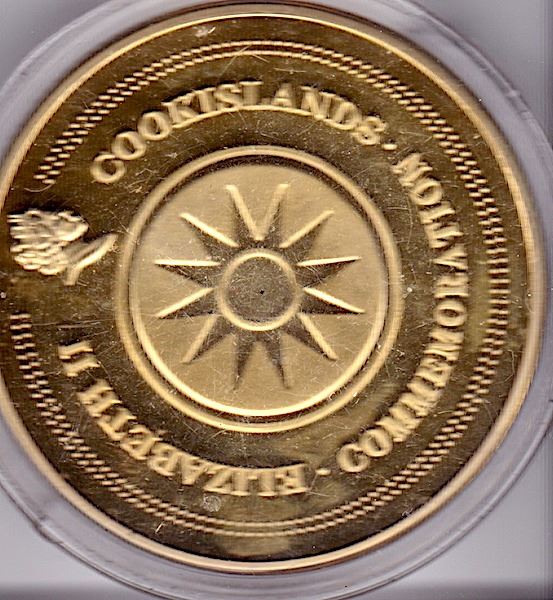 COOKISLANDS · COMMEMORATION · ELIZABETH II